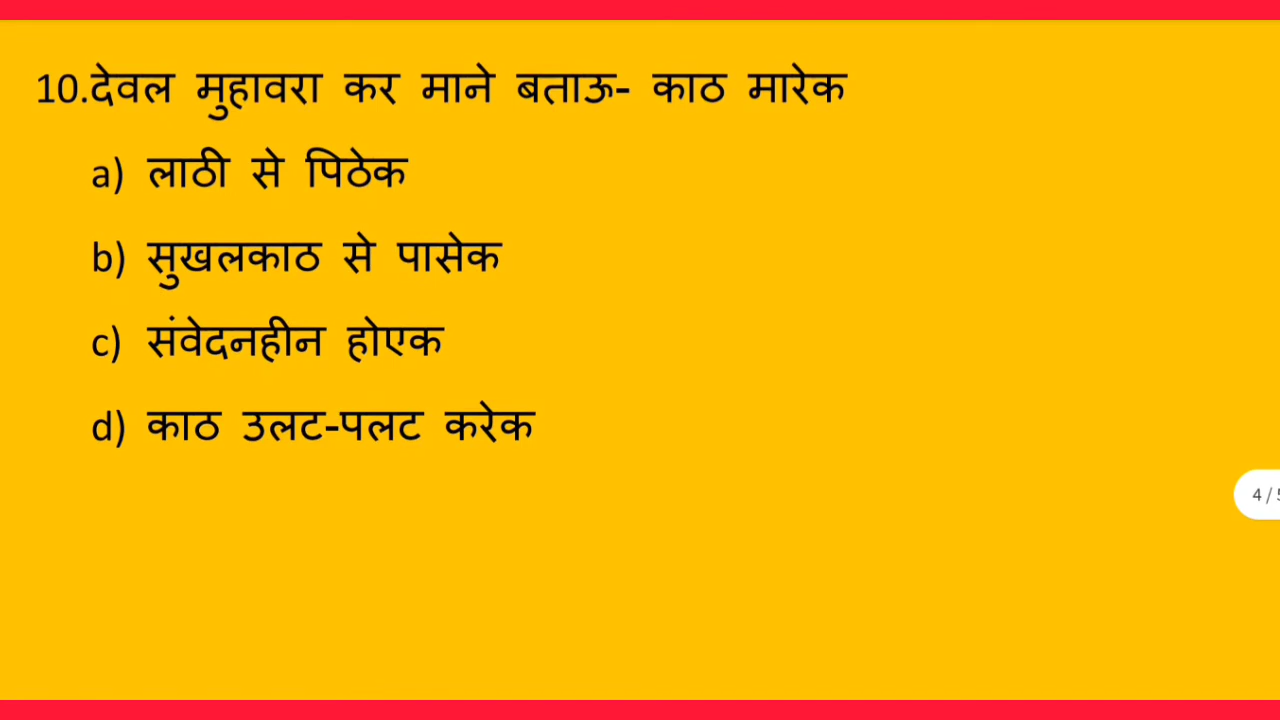 10.देवल मुहावरा कर माने बताऊ- काठ मारेक
a) लाठी से पिठेक
b) सुखलकाठ से पासेक
c) संवेदनहीन होएक
d) काठ उलट-पलट करेक
4 / 5